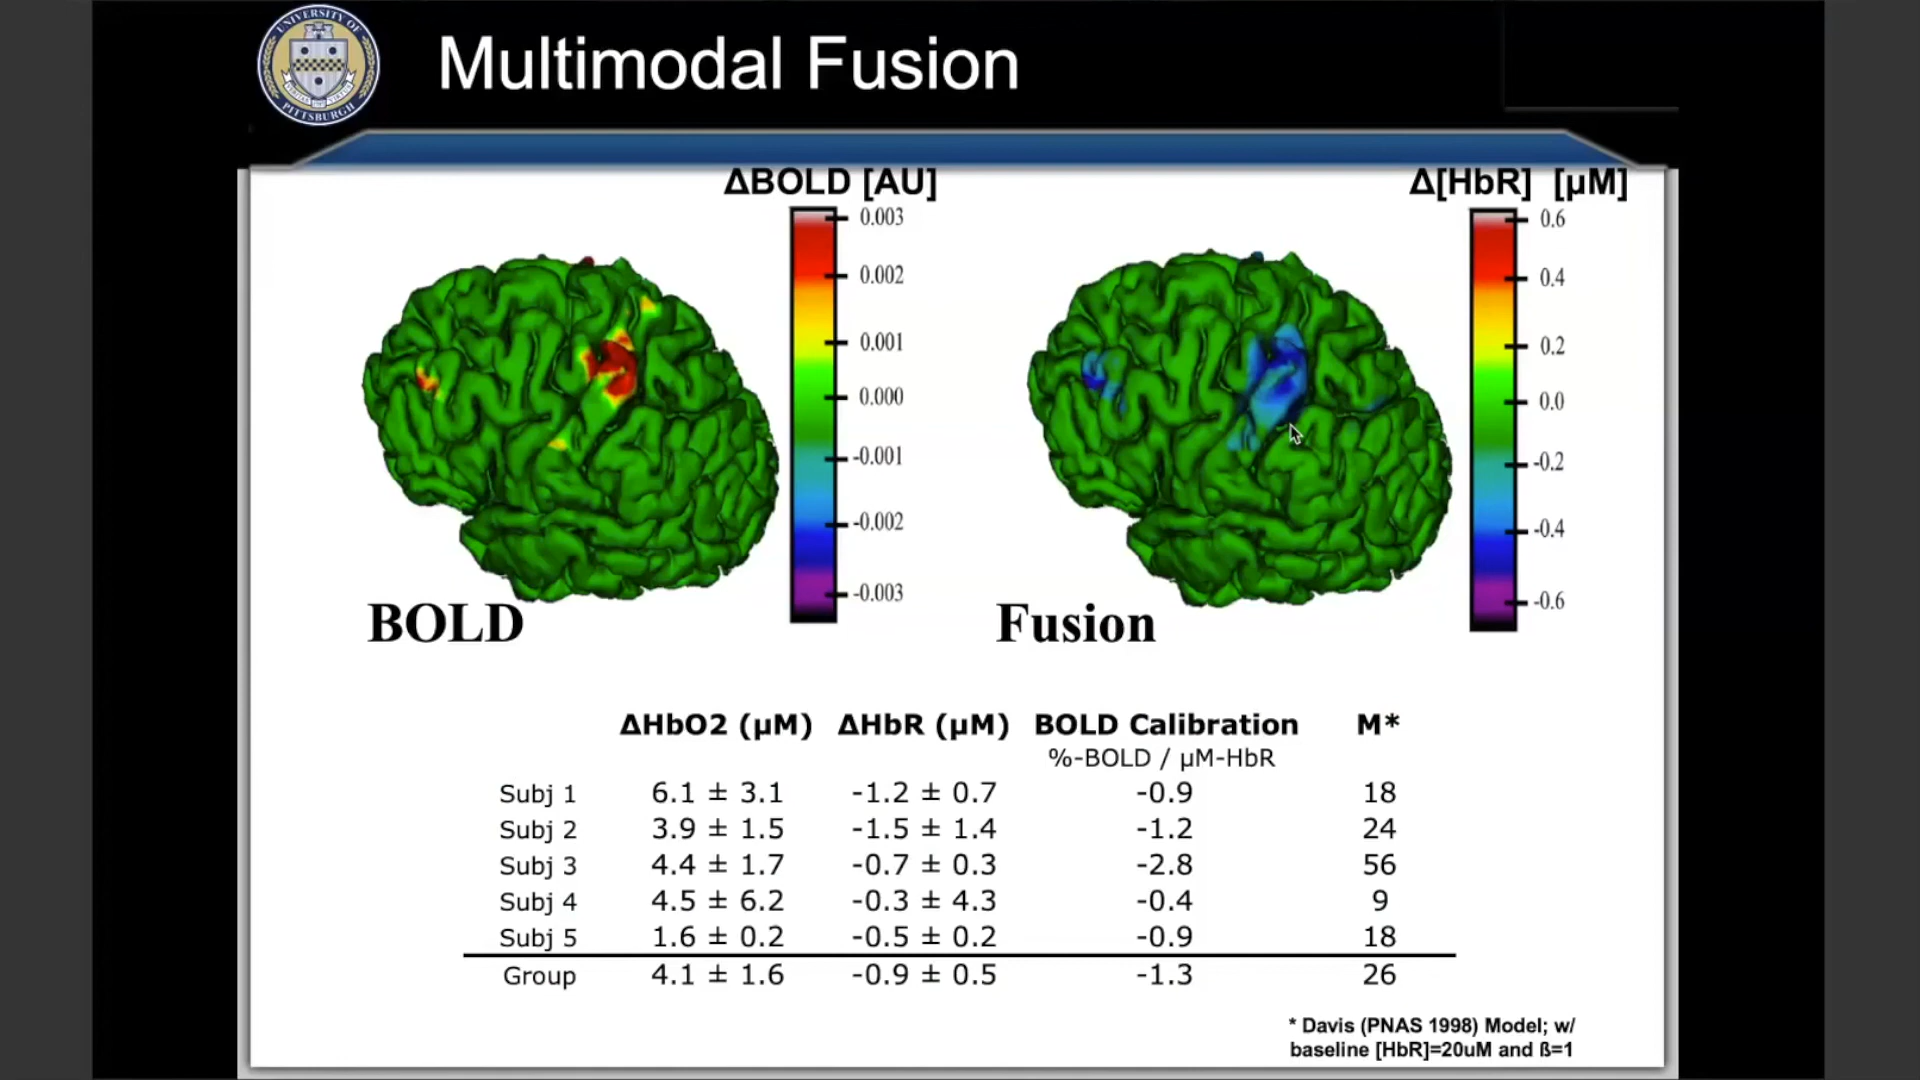 UNIVERSITY OF
PITTSBURGH
Multimodal Fusion
ΔBOLD [AU]
0.003
0.002
0.001
0.000
-0.001
-0.002
-0.003
BOLD
Δ[HbR] [µM]
0.6
0.4
0.2
0.0
-0.2
-0.4
-0.6
Fusion
ΔHbO2 (µM) ΔHbR (µM) BOLD Calibration M*
%-BOLD / µM-HbR
Subj 1 6.1 ± 3.1 -1.2 ± 0.7 -0.9 18
Subj 2 3.9 ± 1.5 -1.5 ± 1.4 -1.2 24
Subj 3 4.4 ± 1.7 -0.7 ± 0.3 -2.8 56
Subj 4 4.5 ± 6.2 -0.3 ± 4.3 -0.4 9
Subj 5 1.6 ± 0.2 -0.5 ± 0.2 -0.9 18
Group 4.1 ± 1.6 -0.9 ± 0.5 -1.3 26
* Davis (PNAS 1998) Model; w/
baseline [HbR]=20uM and ß=1